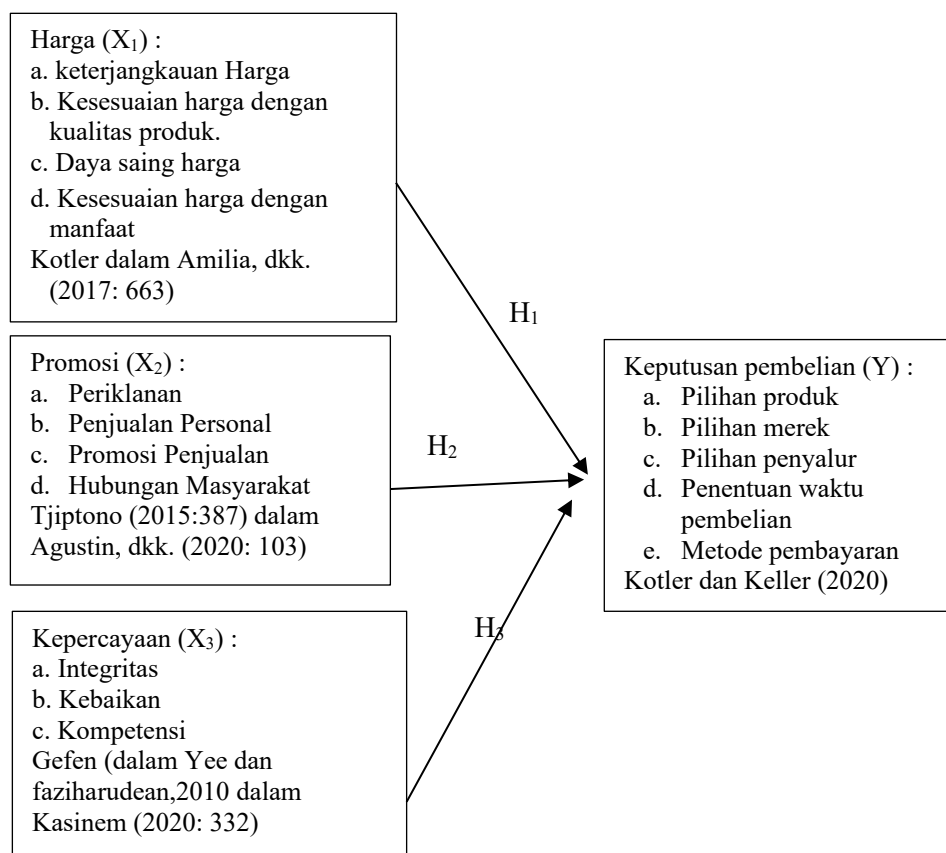 Harga (X₁) :
a. keterjangkauan Harga
b. Kesesuaian harga dengan
kualitas produk.
c. Daya saing harga
d. Kesesuaian harga dengan
manfaat
Kotler dalam Amilia, dkk.
(2017: 663)
H₁
Promosi (X₂) :
a. Periklanan
b. Penjualan Personal
c. Promosi Penjualan
d. Hubungan Masyarakat
Tjiptono (2015:387) dalam
Agustin, dkk. (2020: 103)
H₂
Keputusan pembelian (Y) :
a. Pilihan produk
b. Pilihan merek
c. Pilihan penyalur
d. Penentuan waktu
pembelian
e. Metode pembayaran
Kotler dan Keller (2020)
Kepercayaan (X₃) :
a. Integritas
b. Kebaikan
c. Kompetensi
Gefen (dalam Yee dan
faziharudean,2010 dalam
Kasinem (2020: 332)
H₃